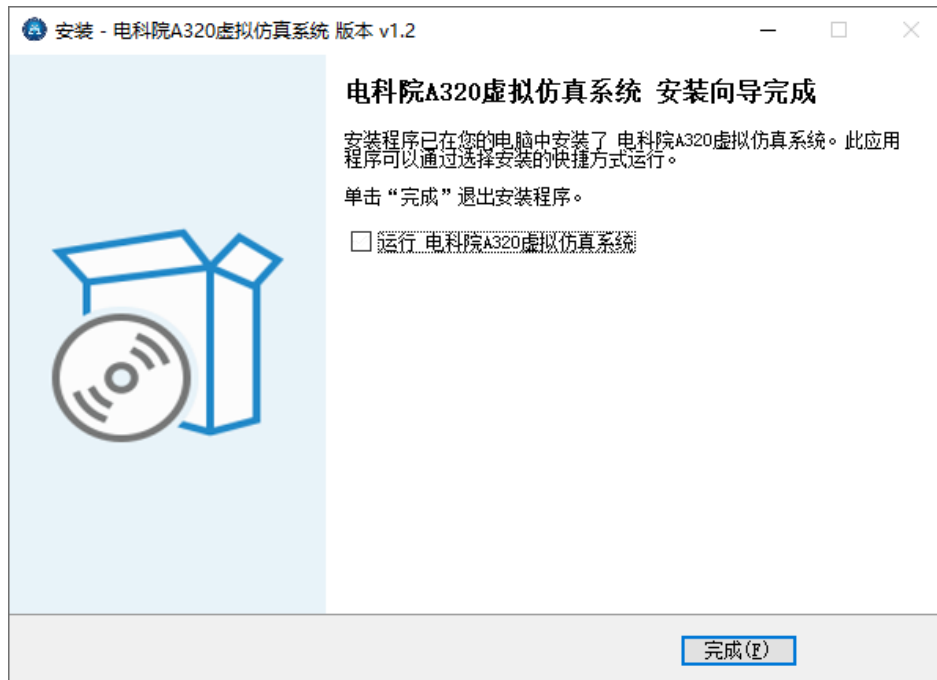 安装 - 电科院A320虚拟仿真系统 版本 v1.2
电科院A320虚拟仿真系统 安装向导完成
安装程序已在您的电脑中安装了 电科院A320虚拟仿真系统。此应用
程序可以通过选择安装的快捷方式运行。
单击“完成”退出安装程序。
运行 电科院A320虚拟仿真系统
完成(F)